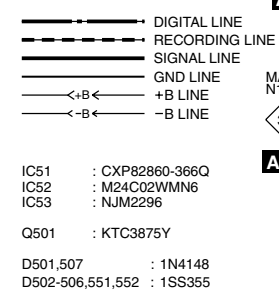 DIGITAL LINE
RECORDING LINE
SIGNAL LINE
GND LINE
+B +B LINE
-B -B LINE
IC51 : CXP82860-366Q
IC52 : M24C02WMN6
IC53 : NJM2296
Q501 : KTC3875Y
D501,507 : 1N4148
D502-506,551,552 : 1SS355